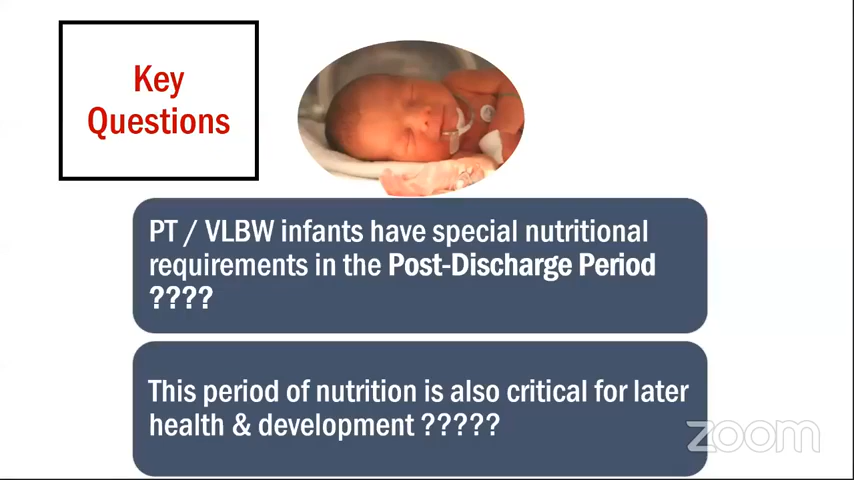 Key
Questions
PT / VLBW infants have special nutritional
requirements in the Post-Discharge Period
????
This period of nutrition is also critical for later
health & development ?????
zoom